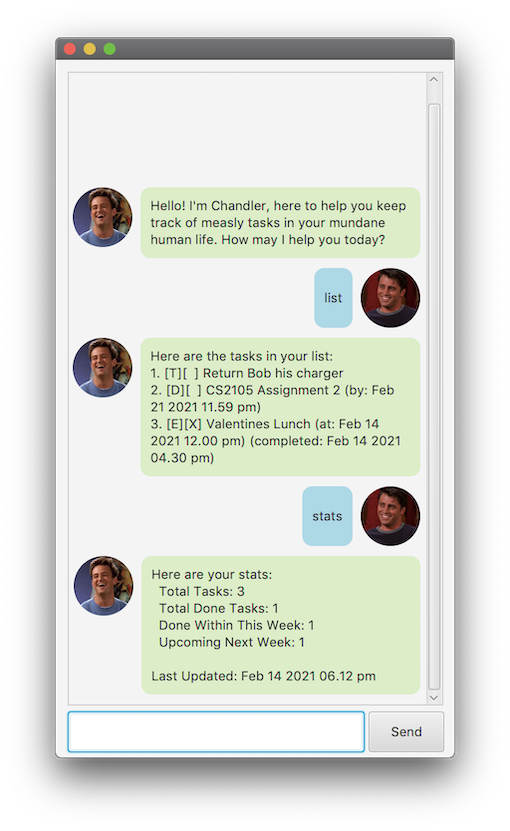 Hello! I'm Chandler, here to help you keep
track of measly tasks in your mundane
human life. How may I help you today?
list
Here are the tasks in your list:
1. [T][  ] Return Bob his charger
2. [D][  ] CS2105 Assignment 2 (by: Feb
21 2021 11.59 pm)
3. [E][X] Valentines Lunch (at: Feb 14
2021 12.00 pm) (completed: Feb 14 2021
04.30 pm)
stats
Here are your stats:
  Total Tasks: 3
  Total Done Tasks: 1
  Done Within This Week: 1
  Upcoming Next Week: 1

Last Updated: Feb 14 2021 06.12 pm
Send